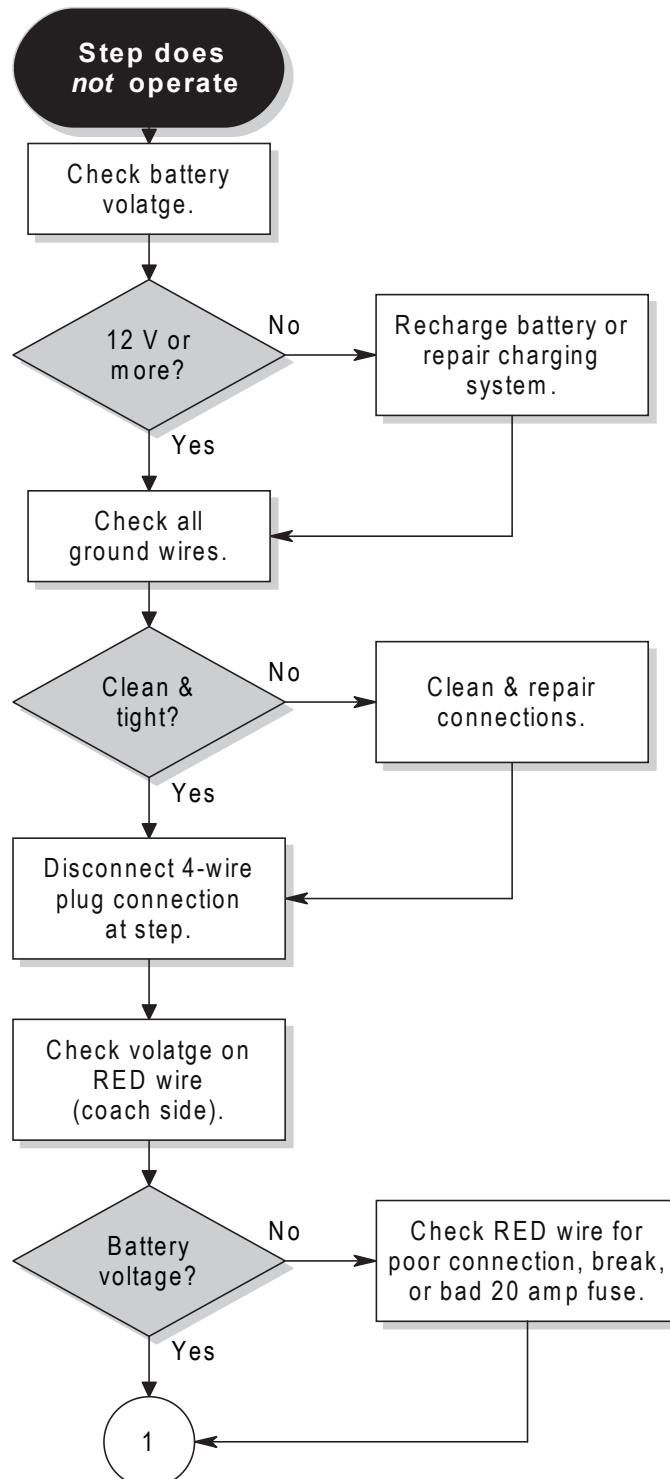 Step does
not operate
Check battery
volatge.
12 V or
more?
No
Recharge battery or
repair charging
system.
Yes
Check all
ground wires.
Clean &
tight?
No
Clean & repair
connections.
Yes
Disconnect 4-wire
plug connection
at step.
Check volatge on
RED wire
(coach side).
Battery
voltage?
No
Check RED wire for
poor connection, break,
or bad 20 amp fuse.
Yes
1